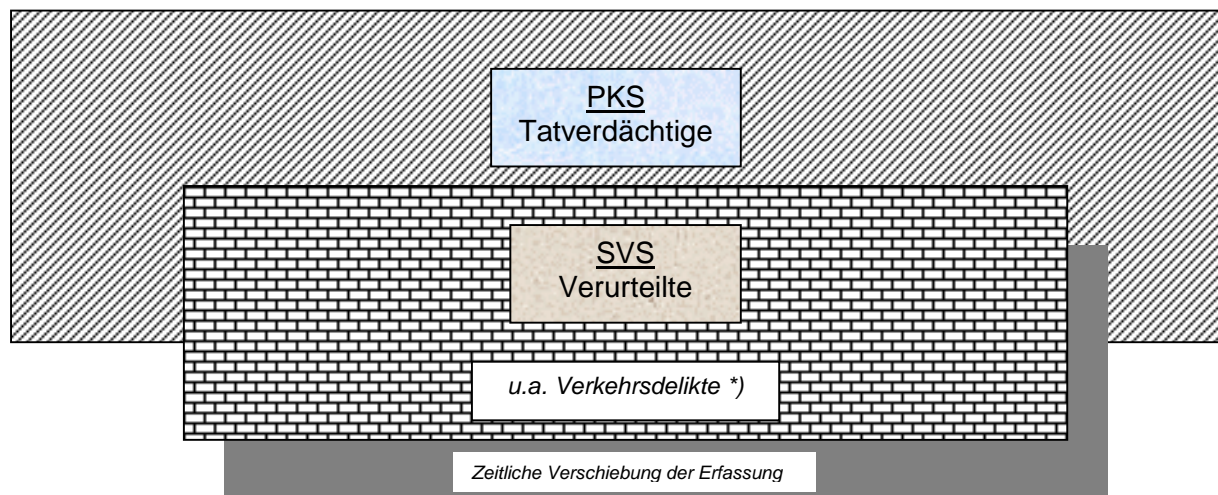 PKS
Tatverdächtige
SVS
Verurteilte
u.a. Verkehrsdelikte *)
Zeitliche Verschiebung der Erfassung